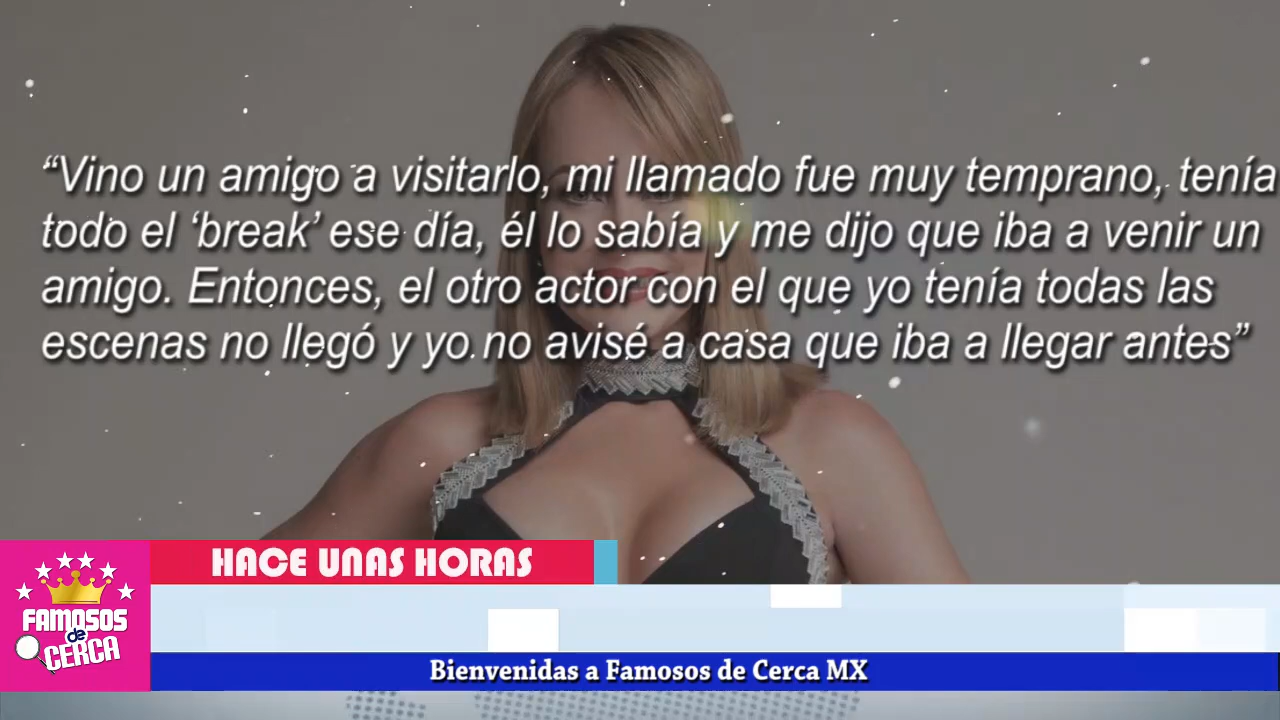 “Vino un amigo a visitarlo, mi llamado fue muy temprano, tenía
todo el ‘break’ ese día, él lo sabía y me dijo que iba a venir un
amigo. Entonces, el otro actor con el que yo tenía todas las
escenas no llegó y yo no avisé a casa que iba a llegar antes”
HACE UNAS HORAS
FAMOSOS
de
CERCA
Bienvenidas a Famosos de Cerca MX